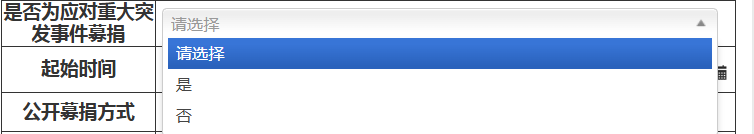 是否为应对重大突
发事件募捐
请选择
请选择
起始时间
是
公开募捐方式
否